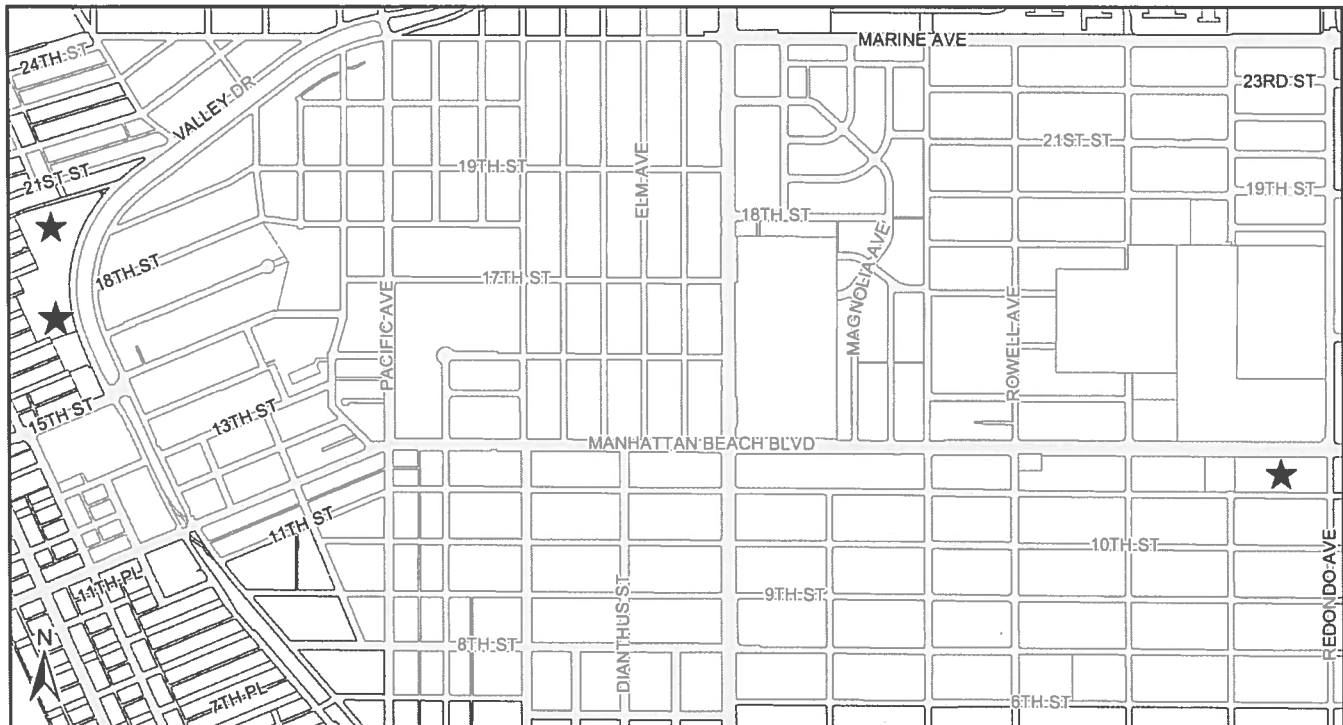 MARINE AVE
24TH ST
VALLEY DR
23RD ST
21ST ST
19TH ST
21ST ST
ELM AVE
19TH ST
18TH ST
18TH ST
17TH ST
MAGNOLIA AVE
PACIFIC AVE
ROWELL AVE
15TH ST
13TH ST
MANHATTAN BEACH BLVD
11TH ST
10TH ST
11TH PL
9TH ST
REDONDO AVE
DIANTHUS ST
8TH ST
N
7TH PL
6TH ST